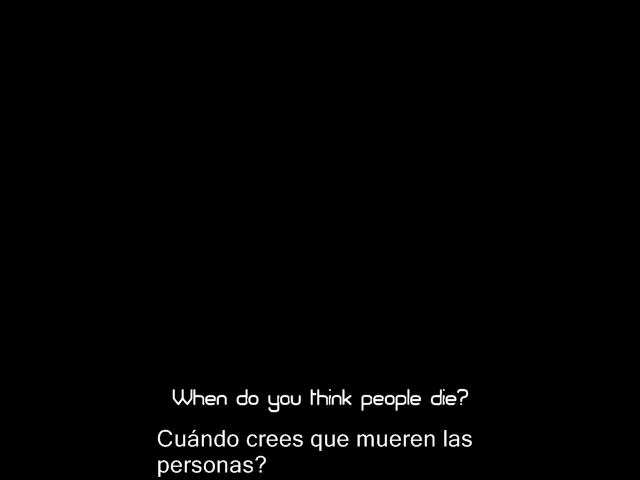 When do you think people die?
Cuándo crees que mueren las
personas?